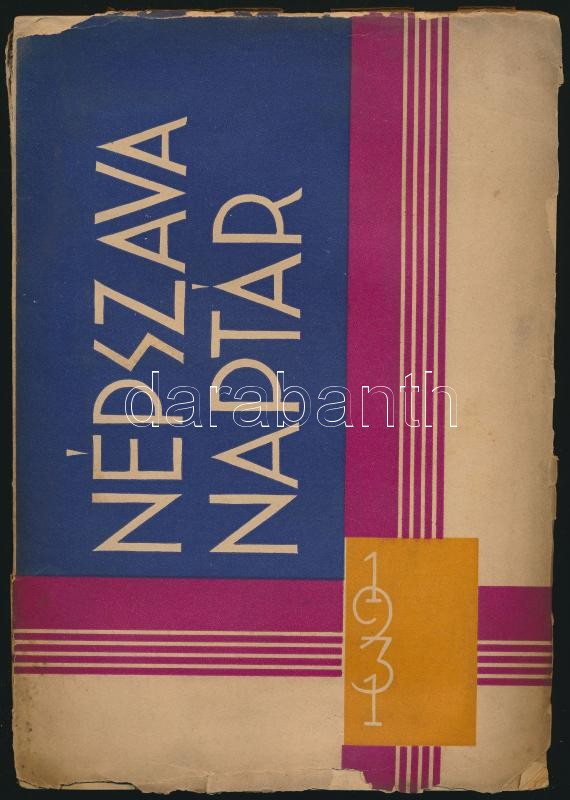 NÉPSZAVA
NAPTÁR
1931
darabanth